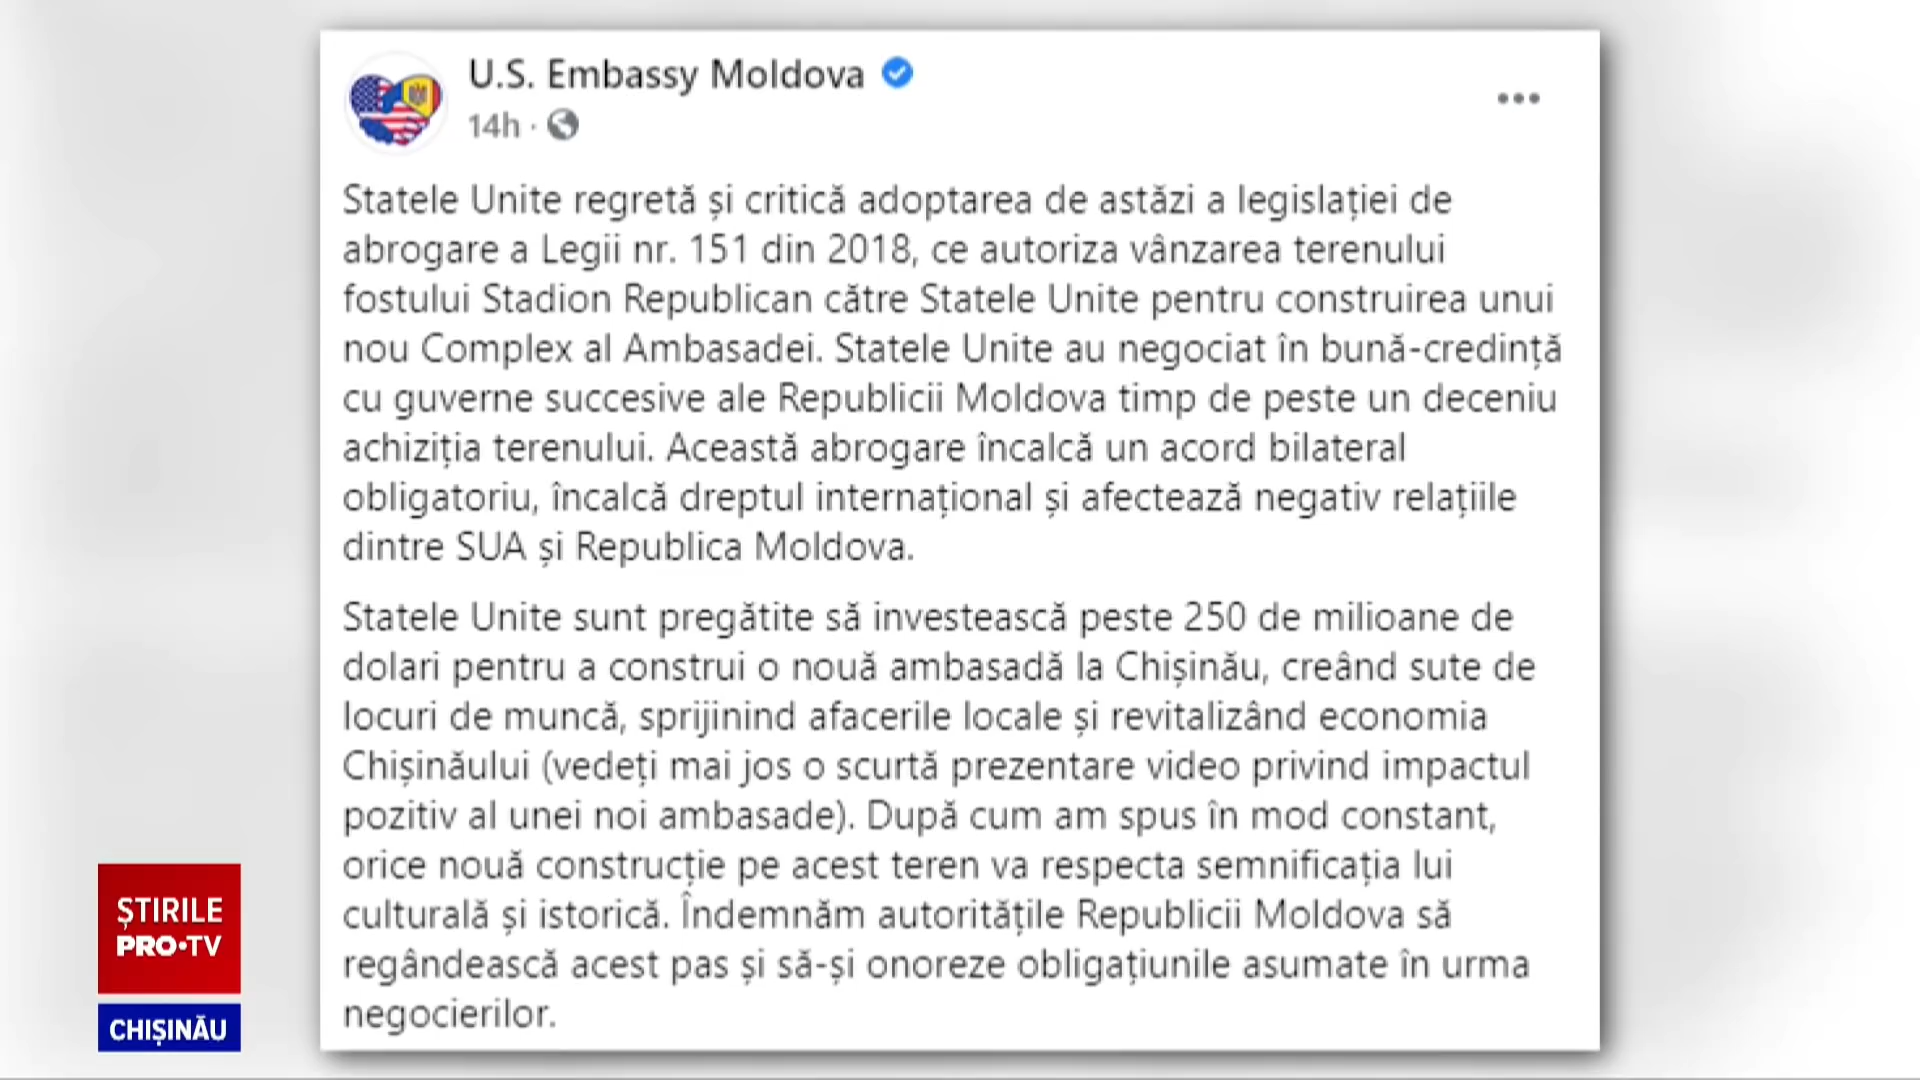 U.S. Embassy Moldova
14h ·
Statele Unite regretă și critică adoptarea de astăzi a legislației de
abrogare a Legii nr. 151 din 2018, ce autoriza vânzarea terenului
fostului Stadion Republican către Statele Unite pentru construirea unui
nou Complex al Ambasadei. Statele Unite au negociat în bună-credință
cu guverne succesive ale Republicii Moldova timp de peste un deceniu
achiziția terenului. Această abrogare încalcă un acord bilateral
obligatoriu, încalcă dreptul internațional și afectează negativ relațiile
dintre SUA și Republica Moldova.
Statele Unite sunt pregătite să investească peste 250 de milioane de
dolari pentru a construi o nouă ambasadă la Chișinău, creând sute de
locuri de muncă, sprijinind afacerile locale și revitalizând economia
Chișinăului (vedeți mai jos o scurtă prezentare video privind impactul
pozitiv al unei noi ambasade). După cum am spus în mod constant,
orice nouă construcție pe acest teren va respecta semnificația lui
culturală și istorică. Îndemnăm autoritățile Republicii Moldova să
regândească acest pas și să-și onoreze obligațiunile asumate în urma
negocierilor.
ȘTIRILE
PRO•TV
CHIȘINĂU